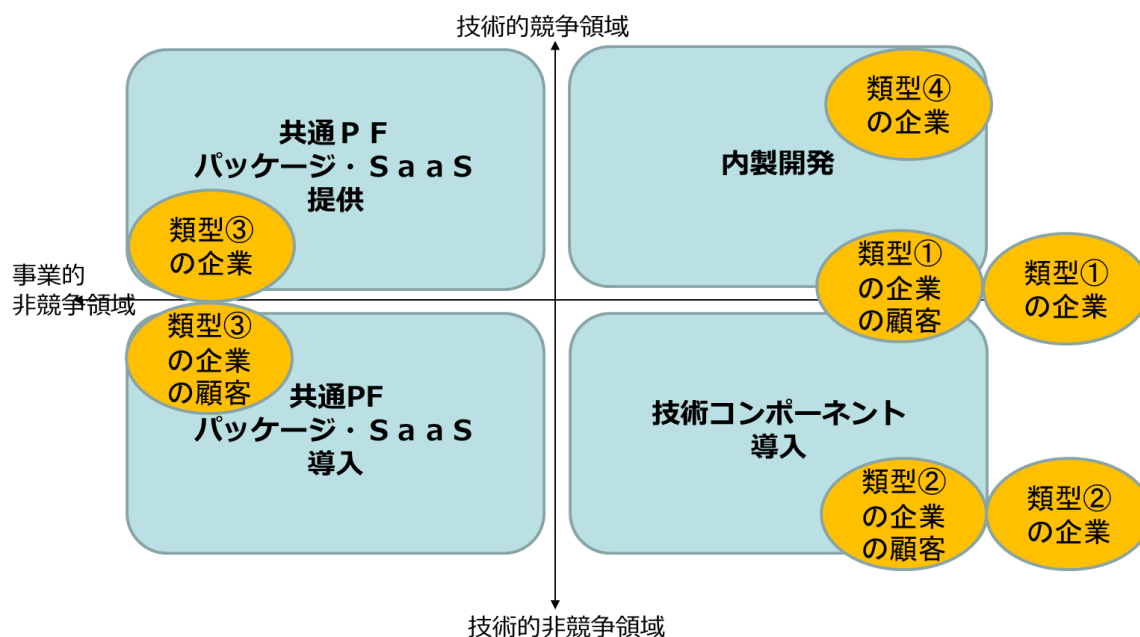 技術的競争領域
共通ＰＦ
パッケージ・ＳａａＳ
提供
内製開発
類型④
の企業
類型③
の企業
類型①
の企業
の顧客
類型①
の企業
事業的
非競争領域
類型③
の企業
の顧客
共通PF
パッケージ・ＳａａＳ
導入
技術コンポーネント
導入
類型②
の企業
の顧客
類型②
の企業
技術的非競争領域